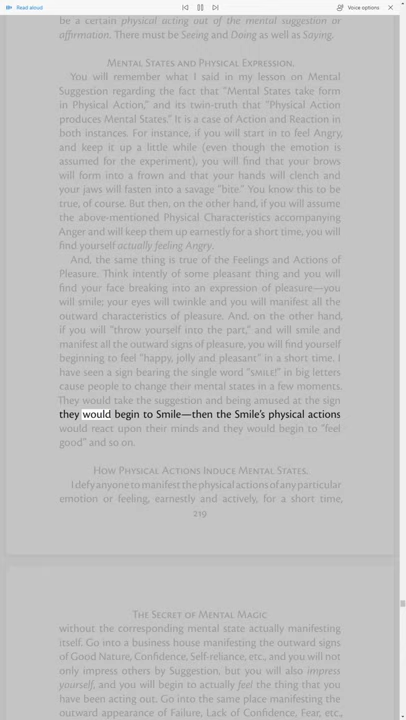 Read aloud
Voice options
be a certain physical acting out of the mental suggestion or
affirmation. There must be Seeing and Doing as well as Saying.
Mental States and Physical Expression.
You will remember what I said in my lesson on Mental
Suggestion regarding the fact that “Mental States take form
in Physical Action,” and its twin-truth that “Physical Action
produces Mental States.” It is a case of Action and Reaction in
both instances. For instance, if you will start in to feel Angry,
and keep it up a little while (even though the emotion is
assumed for the experiment), you will find that your brows
will form into a frown and that your hands will clench and
your jaws will fasten into a savage “bite.” You know this to be
true, of course. But then, on the other hand, if you will assume
the above-mentioned Physical Characteristics accompanying
Anger and will keep them up earnestly for a short time, you will
find yourself actually feeling Angry.
And, the same thing is true of the Feelings and Actions of
Pleasure. Think intently of some pleasant thing and you will
find your face breaking into an expression of pleasure—you
will smile; your eyes will twinkle and you will manifest all the
outward characteristics of pleasure. And, on the other hand,
if you will “throw yourself into the part,” and will smile and
manifest all the outward signs of pleasure, you will find yourself
beginning to feel “happy, jolly and pleasant” in a short time. I
have seen a sign bearing the single word “SMILE!” in big letters
cause people to change their mental states in a few moments.
They would take the suggestion and being amused at the sign
they would begin to Smile—then the Smile’s physical actions
would react upon their minds and they would begin to “feel
good” and so on.
How Physical Actions Induce Mental States.
I defy anyone to manifest the physical actions of any particular
emotion or feeling, earnestly and actively, for a short time,
219
The Secret of Mental Magic
without the corresponding mental state actually manifesting
itself. Go into a business house manifesting the outward signs
of Good Nature, Confidence, Self-reliance, etc., and you will not
only impress others by Suggestion, but you will also impress
yourself, and you will begin to actually feel the thing that you
have been acting out. Go into the same place manifesting the
outward appearance of Failure, Lack of Confidence, Fear, etc.,